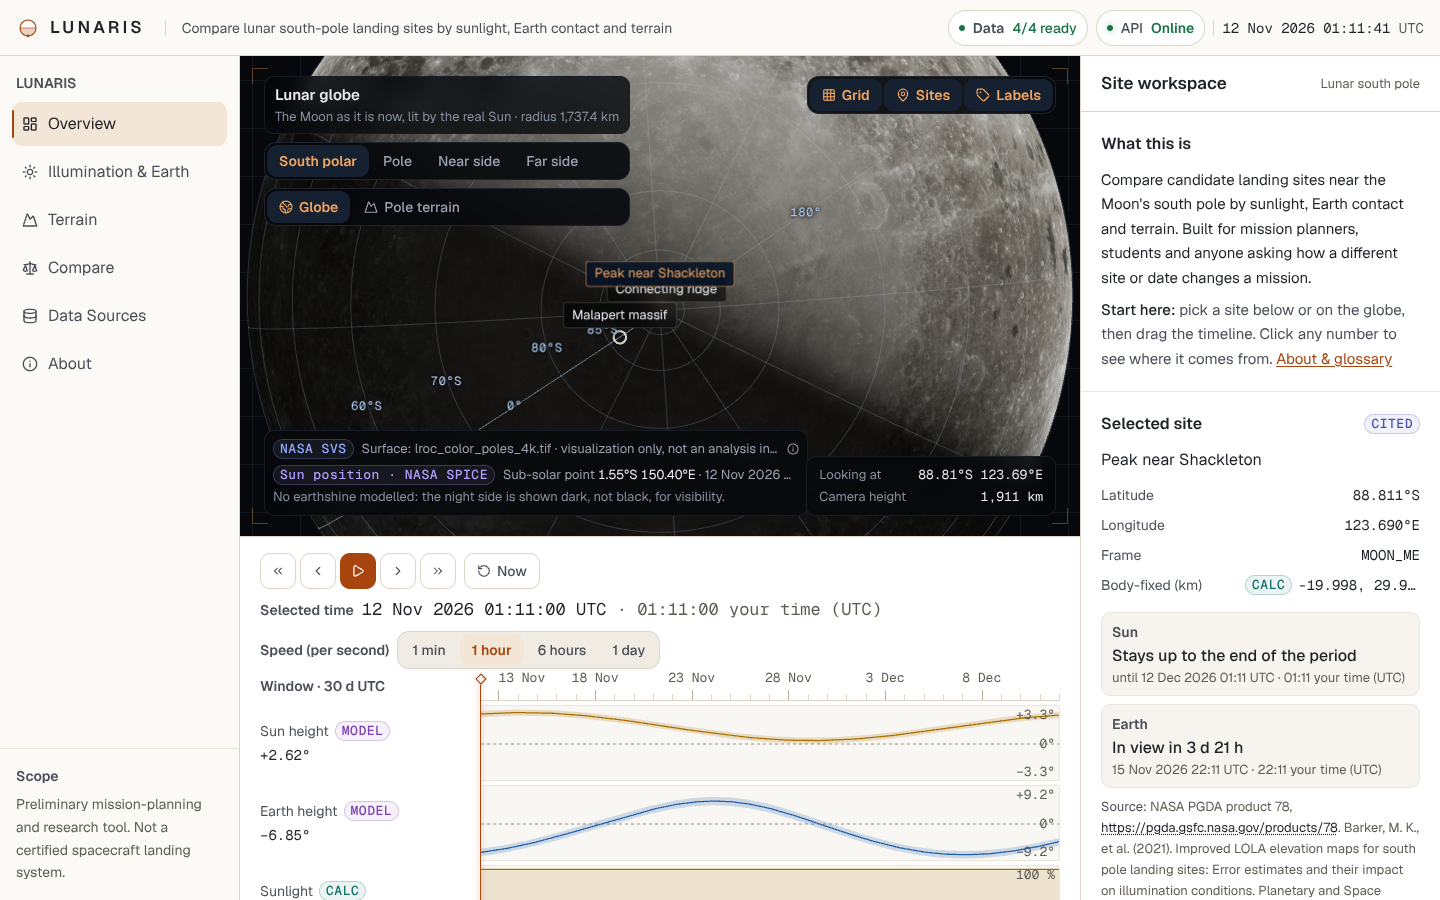 LUNARIS
Compare lunar south-pole landing sites by sunlight, Earth contact and terrain
Data 4/4 ready
API Online
12 Nov 2026 01:11:41 UTC
LUNARIS
Overview
Illumination & Earth
Terrain
Compare
Data Sources
About
Scope
Preliminary mission-planning
and research tool. Not a
certified spacecraft landing
system.
Lunar globe
The Moon as it is now, lit by the real Sun · radius 1,737.4 km
South polar Pole Near side Far side
Globe Pole terrain
Grid Sites Labels
180°
Peak near Shackleton
Connecting ridge
Malapert massif
85°S
80°S
70°S
60°S
0°
NASA SVS Surface: lroc_color_poles_4k.tif · visualization only, not an analysis in…
Sun position · NASA SPICE Sub-solar point 1.55°S 150.40°E · 12 Nov 2026 …
No earthshine modelled: the night side is shown dark, not black, for visibility.
Looking at 88.81°S 123.69°E
Camera height 1,911 km
Now
Selected time 12 Nov 2026 01:11:00 UTC · 01:11:00 your time (UTC)
Speed (per second) 1 min 1 hour 6 hours 1 day
Window · 30 d UTC
13 Nov 18 Nov 23 Nov 28 Nov 3 Dec 8 Dec
Sun height MODEL
+2.62°
+3.3°
0°
−3.3°
Earth height MODEL
−6.85°
+9.2°
0°
−9.2°
Sunlight CALC
100 %
Site workspace
Lunar south pole
What this is
Compare candidate landing sites near the
Moon's south pole by sunlight, Earth contact
and terrain. Built for mission planners,
students and anyone asking how a different
site or date changes a mission.
Start here: pick a site below or on the globe,
then drag the timeline. Click any number to
see where it comes from. About & glossary
Selected site CITED
Peak near Shackleton
Latitude 88.811°S
Longitude 123.690°E
Frame MOON_ME
Body-fixed (km) CALC -19.998, 29.9…
Sun
Stays up to the end of the period
until 12 Dec 2026 01:11 UTC · 01:11 your time (UTC)
Earth
In view in 3 d 21 h
15 Nov 2026 22:11 UTC · 22:11 your time (UTC)
Source: NASA PGDA product 78,
https://pgda.gsfc.nasa.gov/products/78. Barker, M. K.,
et al. (2021). Improved LOLA elevation maps for south
pole landing sites: Error estimates and their impact
on illumination conditions. Planetary and Space